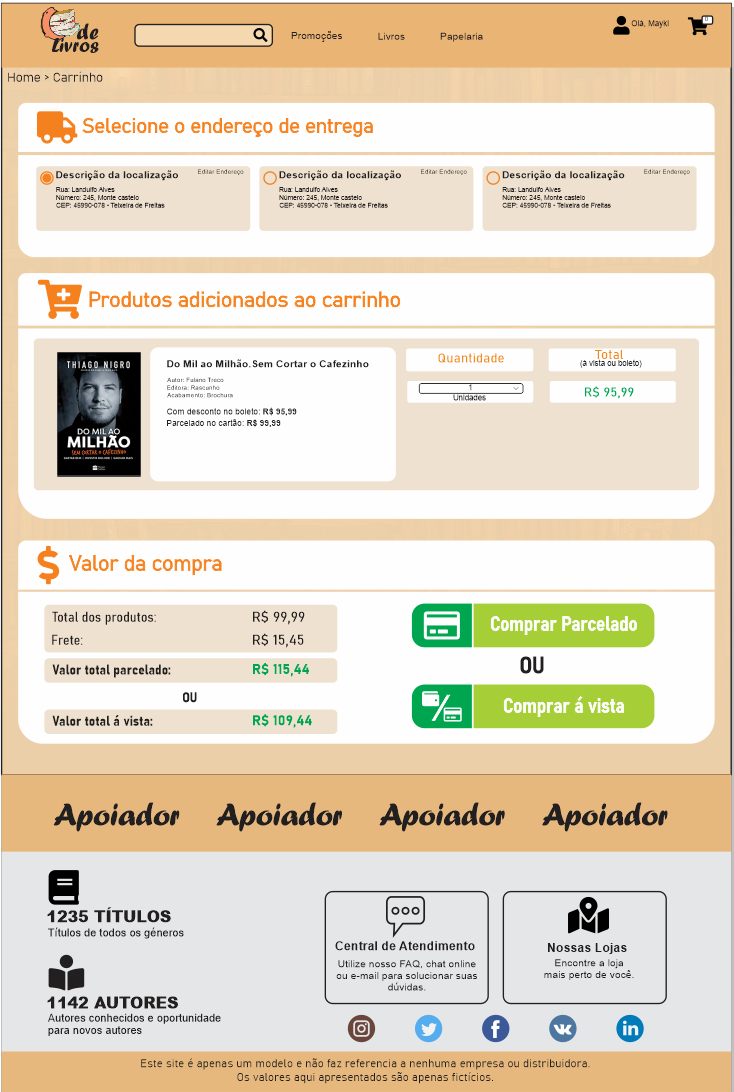 de
Livros
Promoções
Livros
Papelaria
Olá, Mayki
Home > Carrinho
Selecione o endereço de entrega
Descrição da localização
Editar Endereço
Rua: Landulfo Alves
Número: 245, Monte castelo
CEP: 45990-078 - Teixeira de Freitas
Descrição da localização
Editar Endereço
Rua: Landulfo Alves
Número: 245, Monte castelo
CEP: 45990-078 - Teixeira de Freitas
Descrição da localização
Editar Endereço
Rua: Landulfo Alves
Número: 245, Monte castelo
CEP: 45990-078 - Teixeira de Freitas
Produtos adicionados ao carrinho
THIAGO NIGRO
DO MIL AO
MILHÃO
SEM CORTAR O CAFEZINHO
Do Mil ao Milhão.Sem Cortar o Cafezinho
Autor: Fulano Treco
Editora: Rascunho
Acabamento: Brochura
Com desconto no boleto: R$ 95,99
Parcelado no cartão: R$ 99,99
Quantidade
1
Unidades
Total
(à vista ou boleto)
R$ 95,99
Valor da compra
Total dos produtos: R$ 99,99
Frete: R$ 15,45
Valor total parcelado: R$ 115,44
OU
Valor total á vista: R$ 109,44
Comprar Parcelado
OU
Comprar á vista
Apoiador Apoiador Apoiador Apoiador
1235 TÍTULOS
Títulos de todos os géneros
1142 AUTORES
Autores conhecidos e oportunidade
para novos autores
Central de Atendimento
Utilize nosso FAQ, chat online
ou e-mail para solucionar suas
dúvidas.
Nossas Lojas
Encontre a loja
mais perto de você.
Este site é apenas um modelo e não faz referencia a nenhuma empresa ou distribuidora.
Os valores aqui apresentados são apenas fictícios.